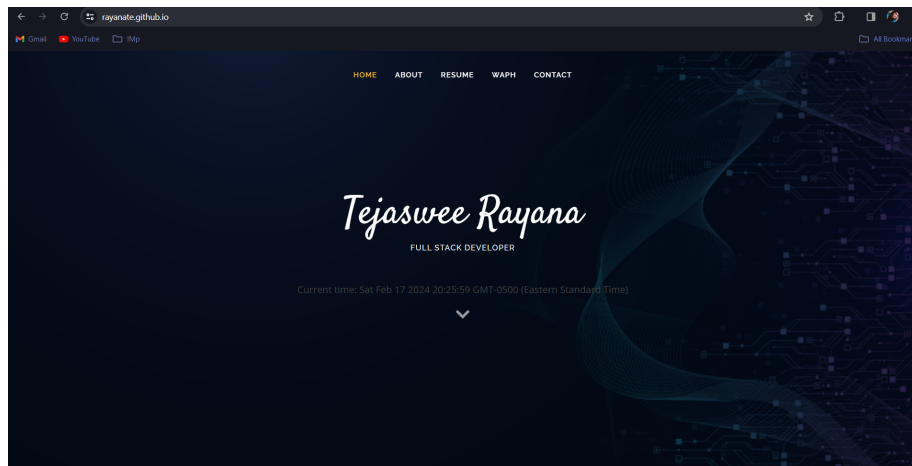 rayanate.github.io
Gmail YouTube IMp All Bookmar
HOME ABOUT RESUME WAPH CONTACT
Tejaswee Rayana
FULL STACK DEVELOPER
Current time: Sat Feb 17 2024 20:25:59 GMT-0500 (Eastern Standard Time)